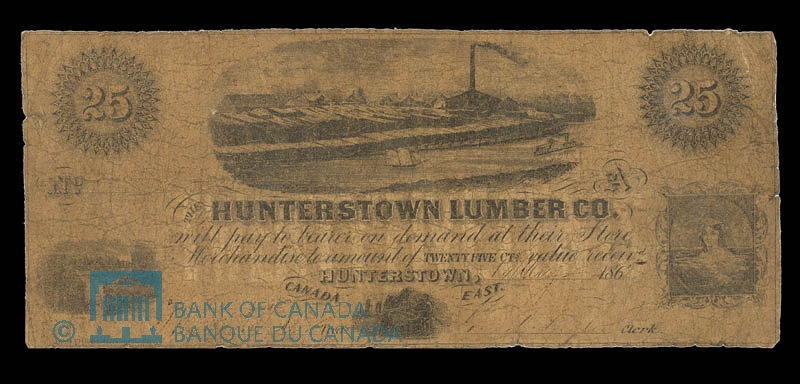 25 25
No
THE HUNTERSTOWN LUMBER CO.
will pay to bearer on demand at their Store
Merchandise to amount of TWENTY FIVE CTS value receiv
HUNTERSTOWN, 186
CANADA EAST.
Clerk.
© BANK OF CANADA
BANQUE DU CANADA